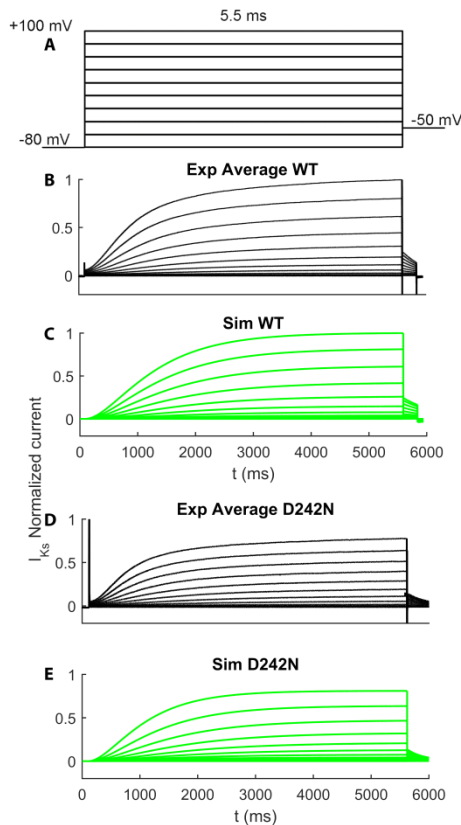 5.5 ms
+100 mV
A
-50 mV
-80 mV
Exp Average WT
B
1
0.5
0
Sim WT
C
1
0.5
0
0 1000 2000 3000 4000 5000 6000
t (ms)
I_Ks Normalized current
Exp Average D242N
D
1
0.5
0
Sim D242N
E
1
0.5
0
0 1000 2000 3000 4000 5000 6000
t (ms)